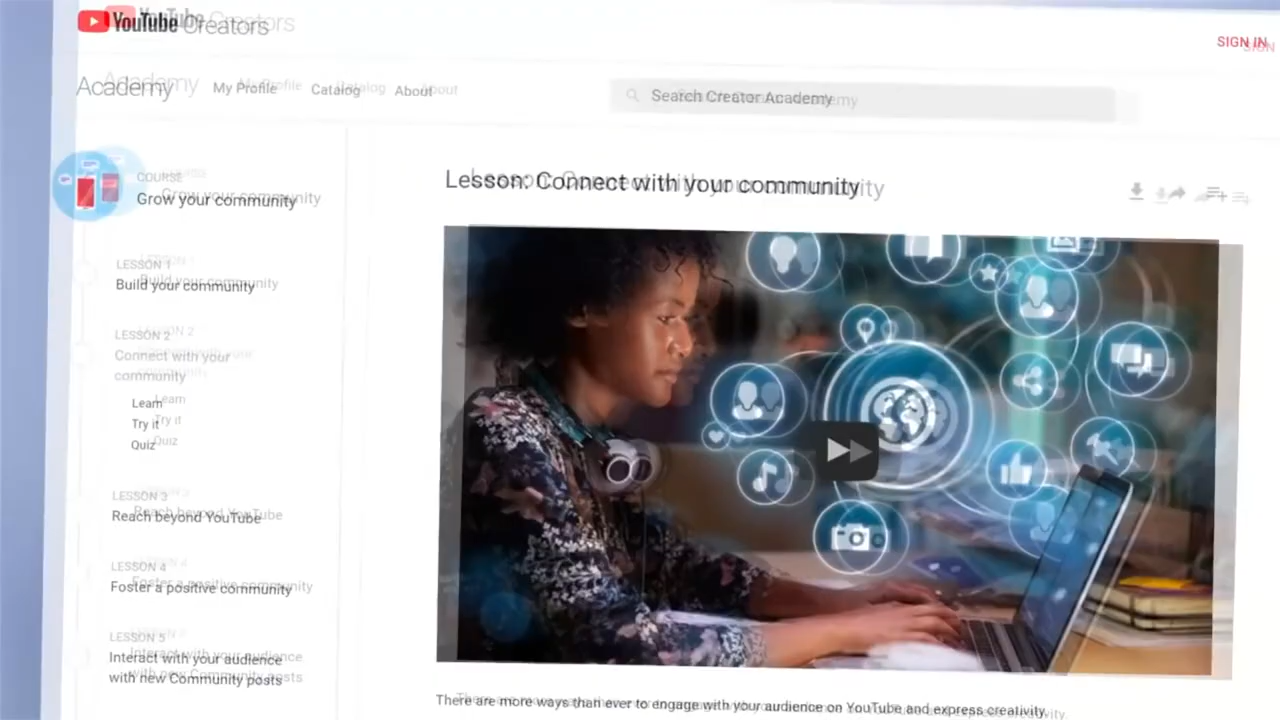 YouTube Creators
SIGN IN
Academy My Profile Catalog About
Search Creator Academy
COURSE
Grow your community
Lesson: Connect with your community
LESSON 1
Build your community
LESSON 2
Connect with your
community
Learn
Try it
Quiz
LESSON 3
Reach beyond YouTube
LESSON 4
Foster a positive community
LESSON 5
Interact with your audience
with new Community posts
There are more ways than ever to engage with your audience on YouTube and express creativity.